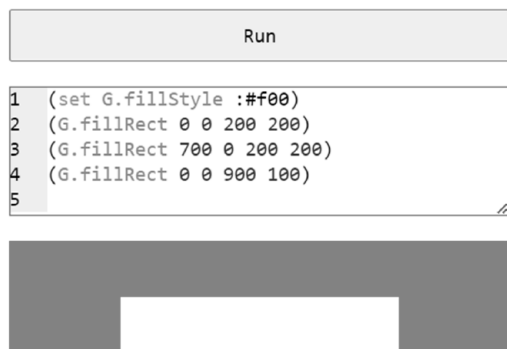 Run
1 (set G.fillStyle :#f00)
2 (G.fillRect 0 0 200 200)
3 (G.fillRect 700 0 200 200)
4 (G.fillRect 0 0 900 100)
5